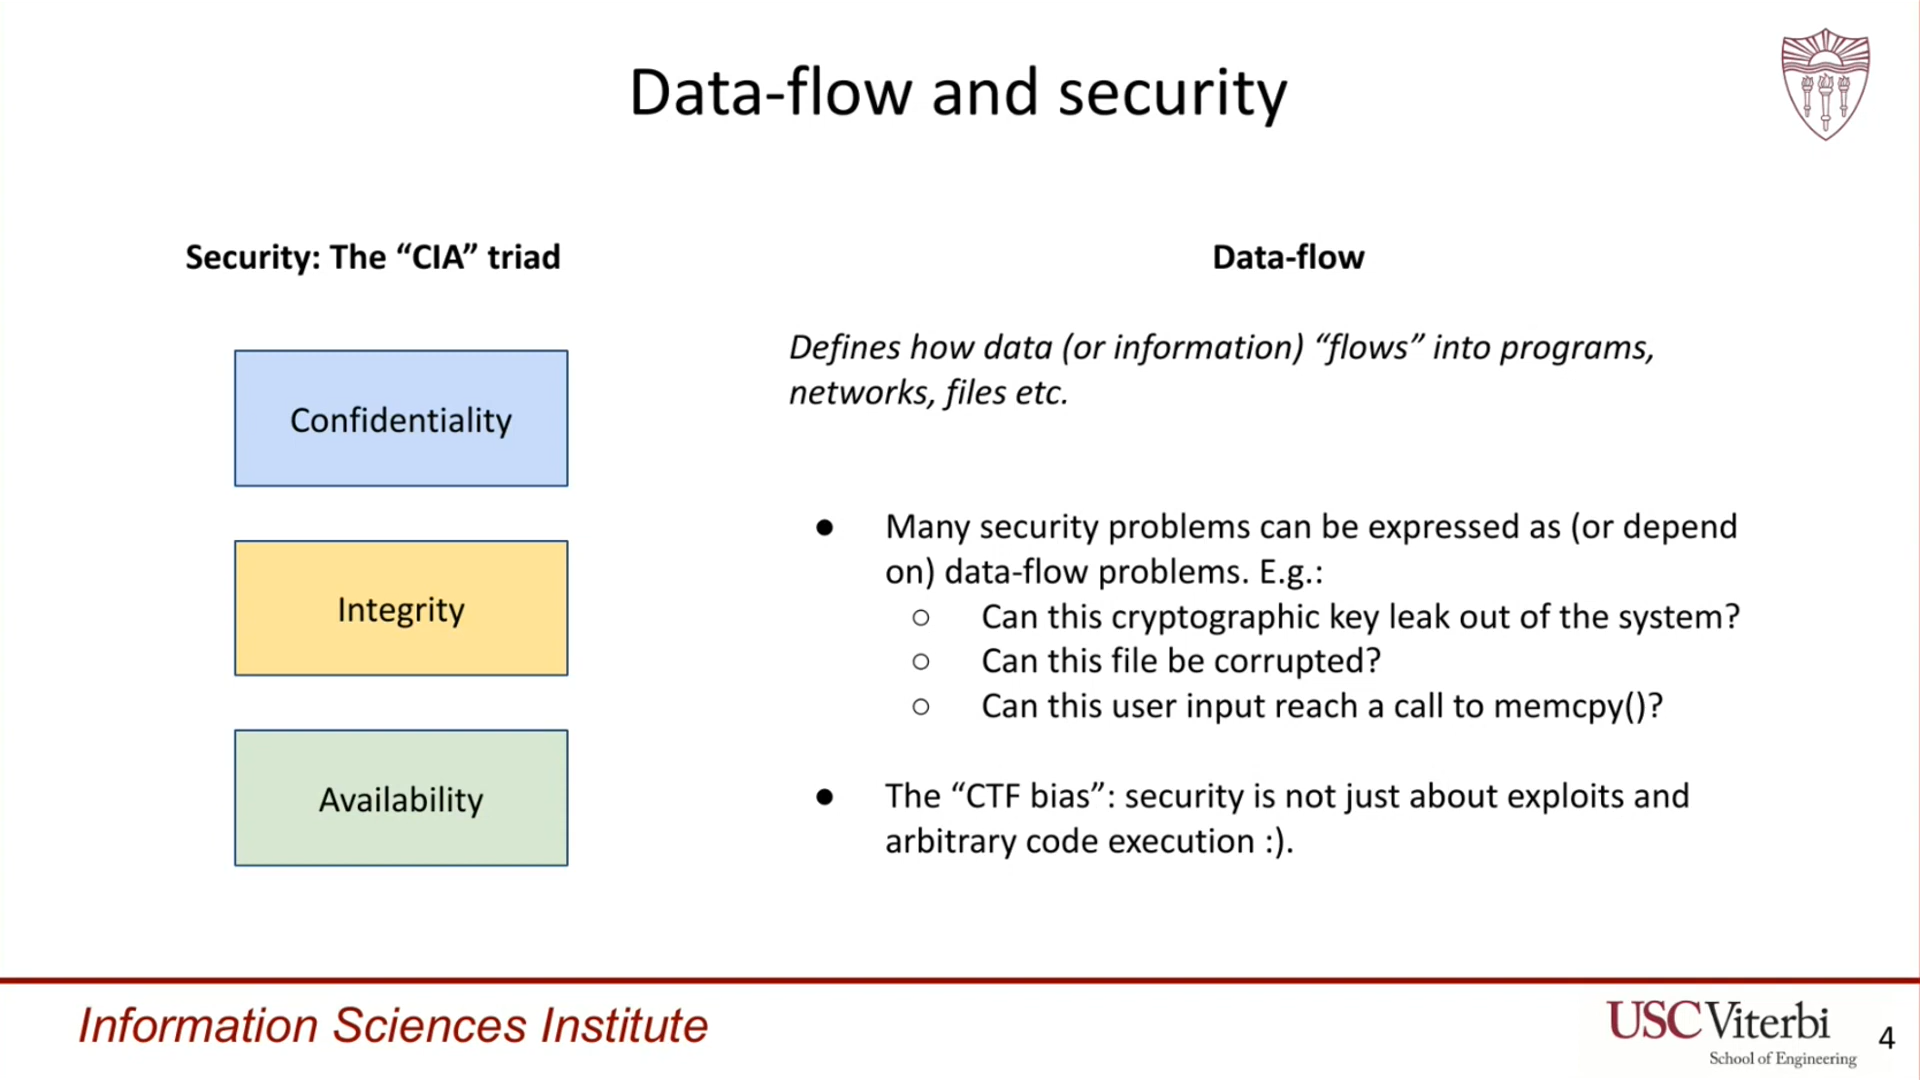 Data-flow and security
Security: The “CIA” triad
Confidentiality
Integrity
Availability
Data-flow
Defines how data (or information) “flows” into programs,
networks, files etc.
● Many security problems can be expressed as (or depend
on) data-flow problems. E.g.:
○ Can this cryptographic key leak out of the system?
○ Can this file be corrupted?
○ Can this user input reach a call to memcpy()?
● The “CTF bias”: security is not just about exploits and
arbitrary code execution :).
Information Sciences Institute
USC Viterbi
School of Engineering
4